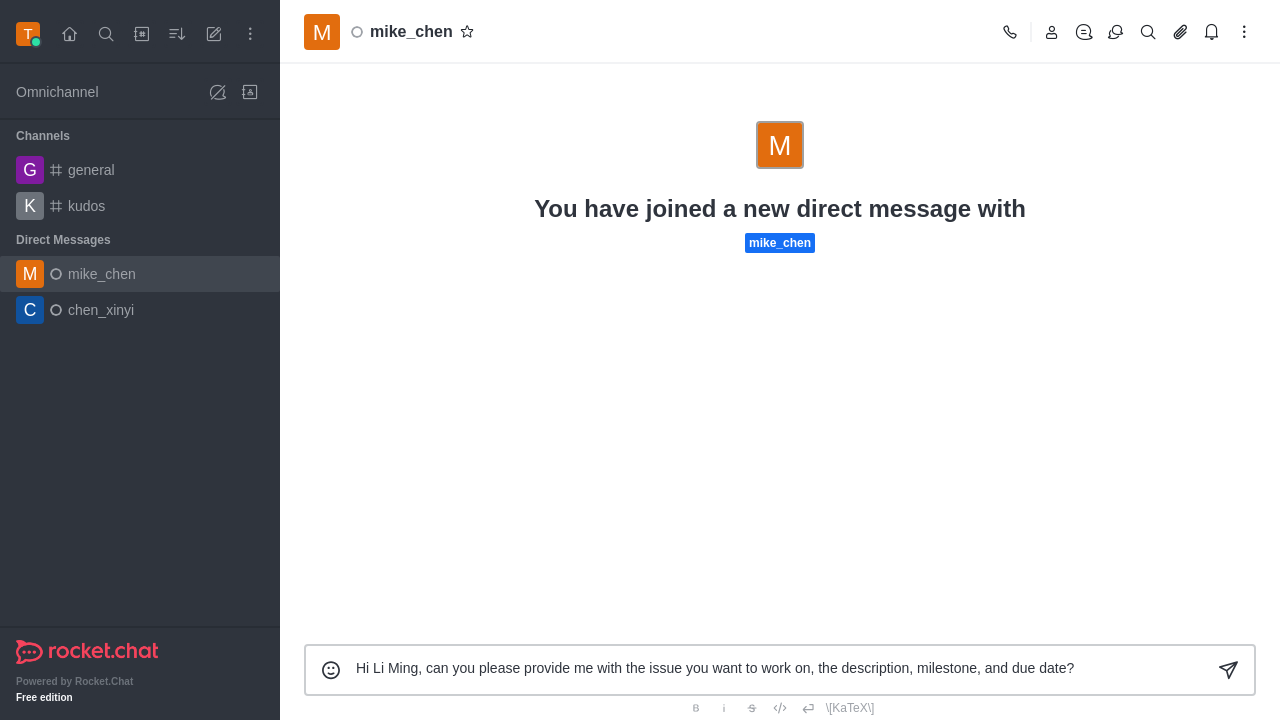 T
Omnichannel
Channels
G general
K kudos
Direct Messages
M mike_chen
C chen_xinyi
rocket.chat
Powered by Rocket.Chat
Free edition
M mike_chen
M
You have joined a new direct message with
mike_chen
Hi Li Ming, can you please provide me with the issue you want to work on, the description, milestone, and due date?
B i S </> \[KaTeX\]